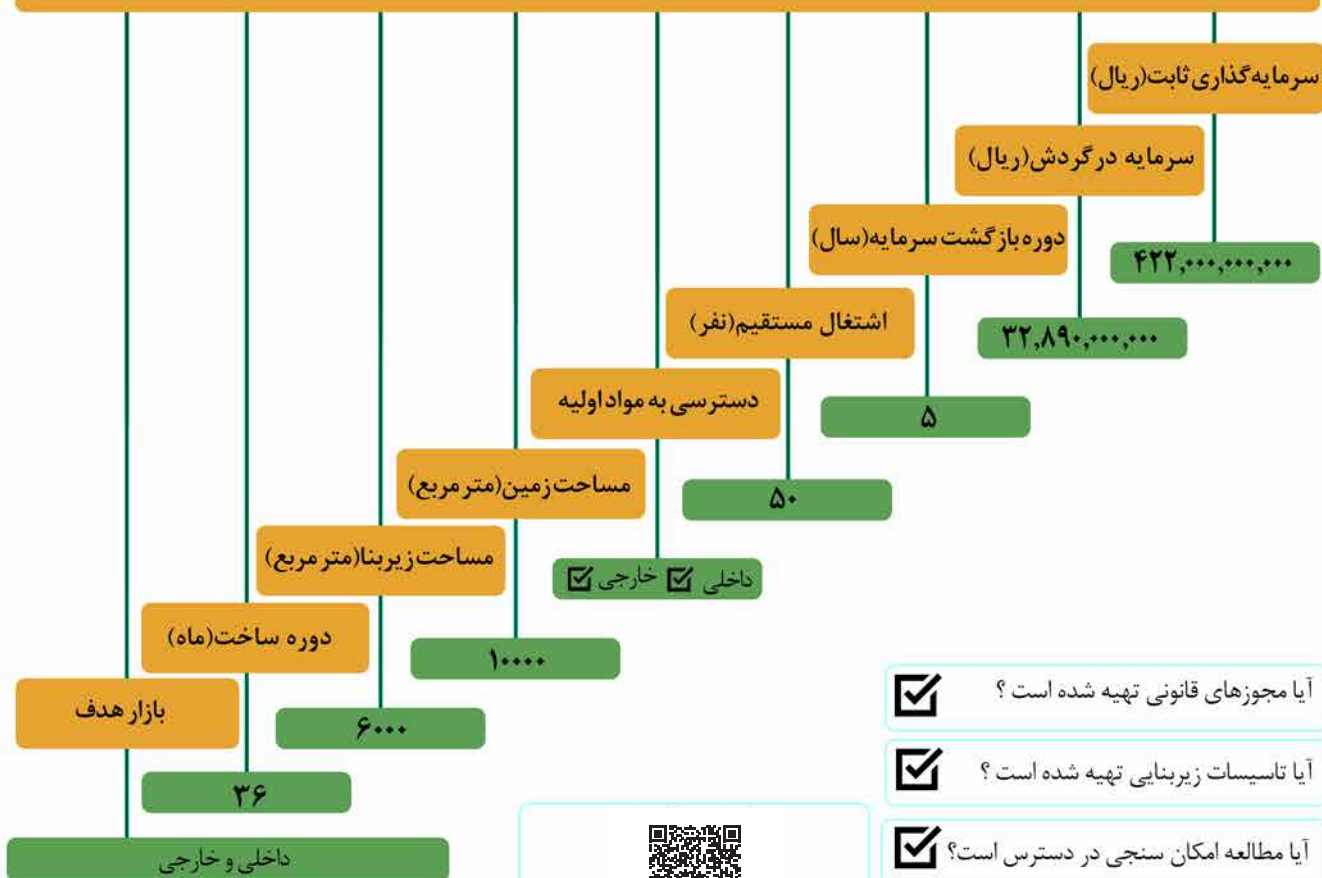 سرمایه‌گذاری ثابت(ریال)
۴۲۲,۰۰۰,۰۰۰,۰۰۰
سرمایه در گردش(ریال)
۳۲,۸۹۰,۰۰۰,۰۰۰
دوره بازگشت سرمایه(سال)
۵
اشتغال مستقیم(نفر)
۵۰
دسترسی به مواد اولیه
داخلی ☑ خارجی ☑
مساحت زمین(متر مربع)
۱۰۰۰۰
مساحت زیربنا(متر مربع)
۶۰۰۰
دوره ساخت(ماه)
۳۶
بازار هدف
داخلی و خارجی
آیا مجوزهای قانونی تهیه شده است ؟ ☑
آیا تاسیسات زیربنایی تهیه شده است ؟ ☑
آیا مطالعه امکان سنجی در دسترس است؟ ☑